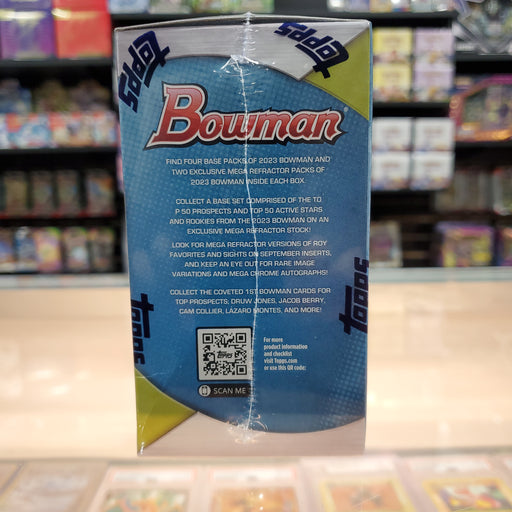 topps
topps
Bowman
FIND FOUR BASE PACKS OF 2023 BOWMAN AND
TWO EXCLUSIVE MEGA REFRACTOR PACKS OF
2023 BOWMAN INSIDE EACH BOX.
COLLECT A BASE SET COMPRISED OF THE TO
P 50 PROSPECTS AND TOP 50 ACTIVE STARS
AND ROOKIES FROM THE 2023 BOWMAN ON AN
EXCLUSIVE MEGA REFRACTOR STOCK!
LOOK FOR MEGA REFRACTOR VERSIONS OF ROY
FAVORITES AND SIGHTS ON SEPTEMBER INSERTS,
AND KEEP AN EYE OUT FOR RARE IMAGE
VARIATIONS AND MEGA CHROME AUTOGRAPHS!
COLLECT THE COVETED 1ST BOWMAN CARDS FOR
TOP PROSPECTS, DRUW JONES, JACOB BERRY,
CAM COLLIER, LAZARO MONTES, AND MORE!
topps
topps
topps
For more
product information
and checklist
visit Topps.com
or use this QR code:
SCAN ME